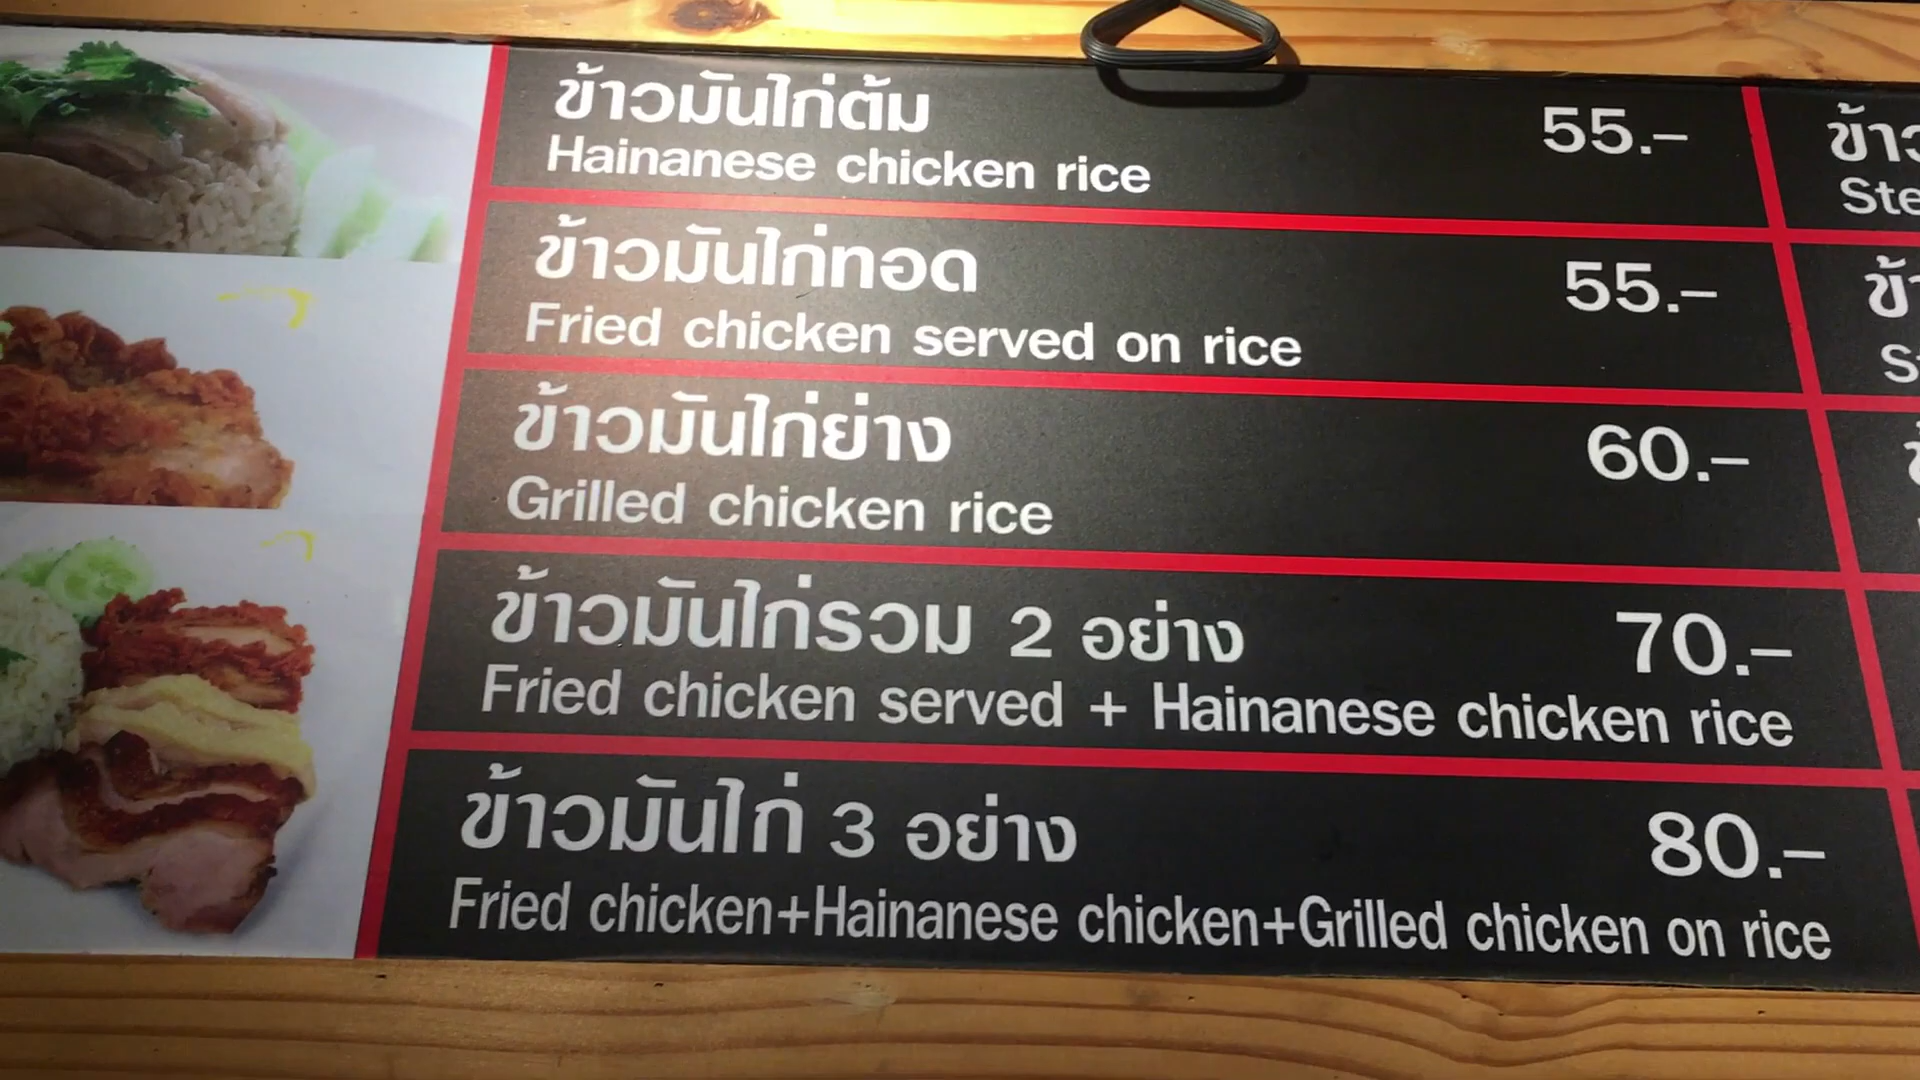 ข้าวมันไก่ต้ม 55.-
Hainanese chicken rice
ข้าวมันไก่ทอด 55.-
Fried chicken served on rice
ข้าวมันไก่ย่าง 60.-
Grilled chicken rice
ข้าวมันไก่รวม 2 อย่าง 70.-
Fried chicken served + Hainanese chicken rice
ข้าวมันไก่ 3 อย่าง 80.-
Fried chicken+Hainanese chicken+Grilled chicken on rice